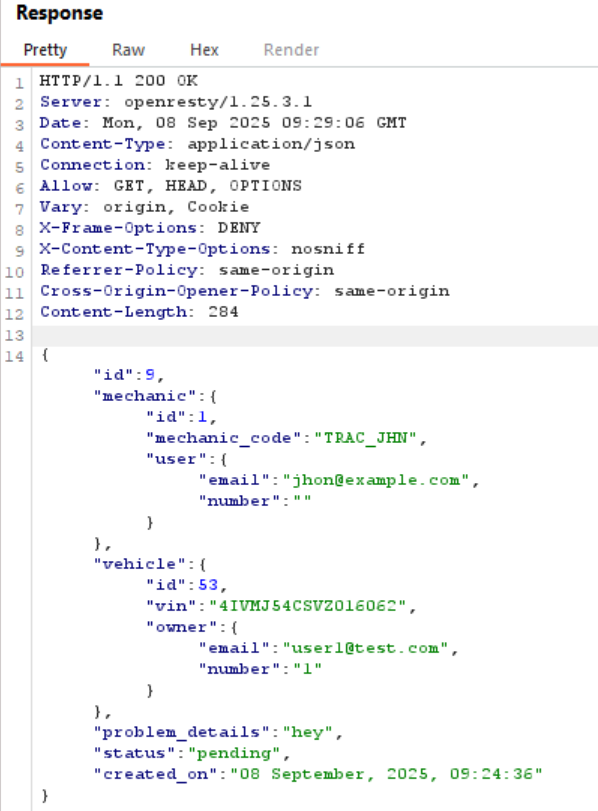 Response
Pretty Raw Hex Render
1 HTTP/1.1 200 OK
2 Server: openresty/1.25.3.1
3 Date: Mon, 08 Sep 2025 09:29:06 GMT
4 Content-Type: application/json
5 Connection: keep-alive
6 Allow: GET, HEAD, OPTIONS
7 Vary: origin, Cookie
8 X-Frame-Options: DENY
9 X-Content-Type-Options: nosniff
10 Referrer-Policy: same-origin
11 Cross-Origin-Opener-Policy: same-origin
12 Content-Length: 284
13
14 {
"id":9,
"mechanic":{
"id":1,
"mechanic_code":"TRAC_JHN",
"user":{
"email":"jhon@example.com",
"number":""
}
},
"vehicle":{
"id":53,
"vin":"4IVMJ54CSVZ016062",
"owner":{
"email":"user1@test.com",
"number":"1"
}
},
"problem_details":"hey",
"status":"pending",
"created_on":"08 September, 2025, 09:24:36"
}